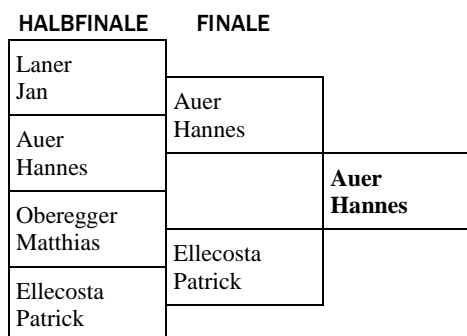 HALBFINALE FINALE
Laner
Jan
Auer
Hannes
Oberegger
Matthias
Ellecosta
Patrick
Auer
Hannes
Ellecosta
Patrick
Auer
Hannes